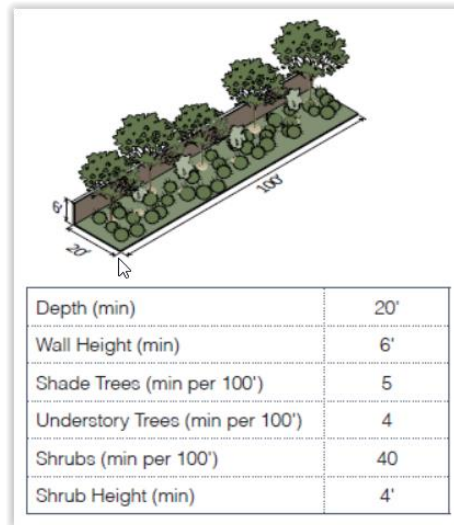 6'
20'
100'
Depth (min) 20'
Wall Height (min) 6'
Shade Trees (min per 100') 5
Understory Trees (min per 100') 4
Shrubs (min per 100') 40
Shrub Height (min) 4'